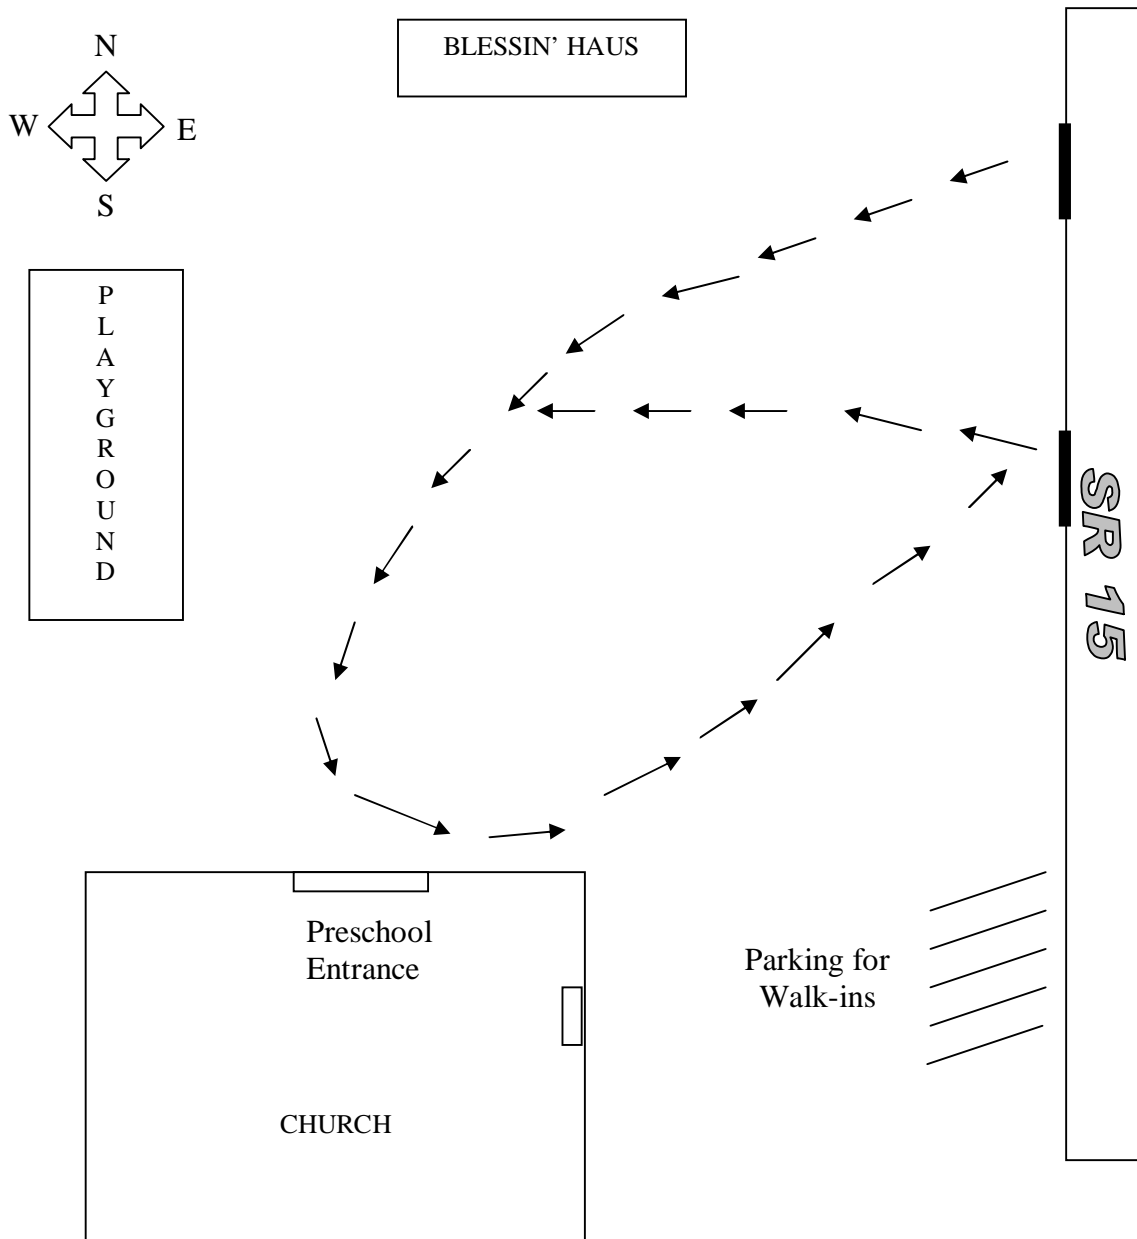 BLESSIN’ HAUS
N
W
E
S
P
L
A
Y
G
R
O
U
N
D
SR 15
Preschool
Entrance
Parking for
Walk-ins
CHURCH